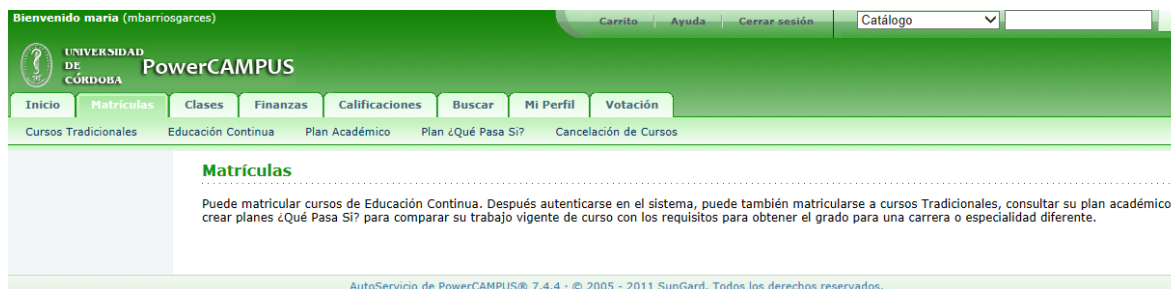 Bienvenido maria (mbarriosgarces)
Carrito Ayuda Cerrar sesión Catálogo
UNIVERSIDAD
DE
CÓRDOBA
PowerCAMPUS
Inicio Matrículas Clases Finanzas Calificaciones Buscar Mi Perfil Votación
Cursos Tradicionales Educación Continua Plan Académico Plan ¿Qué Pasa Si? Cancelación de Cursos
Matrículas
Puede matricular cursos de Educación Continua. Después autenticarse en el sistema, puede también matricularse a cursos Tradicionales, consultar su plan académico
crear planes ¿Qué Pasa Si? para comparar su trabajo vigente de curso con los requisitos para obtener el grado para una carrera o especialidad diferente.
AutoServicio de PowerCAMPUS® 7.4.4 · © 2005 - 2011 SunGard. Todos los derechos reservados.